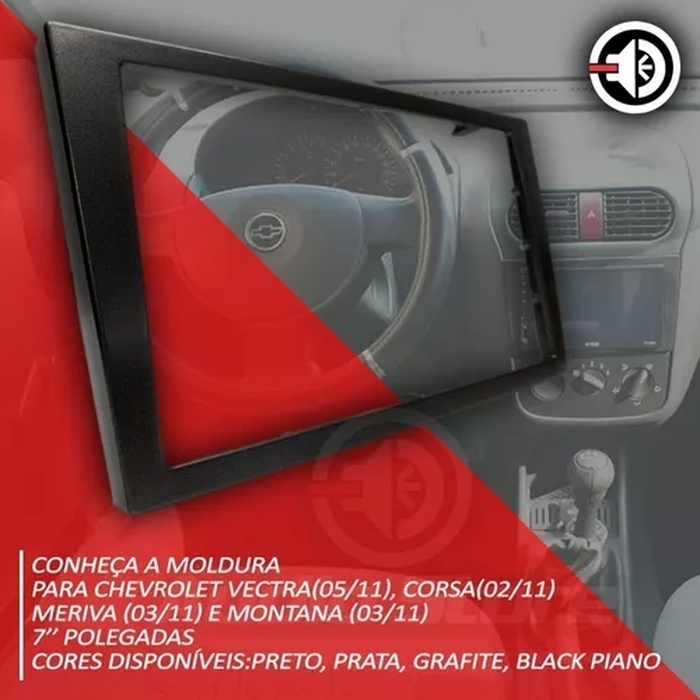 CONHEÇA A MOLDURA
PARA CHEVROLET VECTRA(05/11), CORSA(02/11)
MERIVA (03/11) E MONTANA (03/11)
7’’ POLEGADAS
CORES DISPONÍVEIS:PRETO, PRATA, GRAFITE, BLACK PIANO